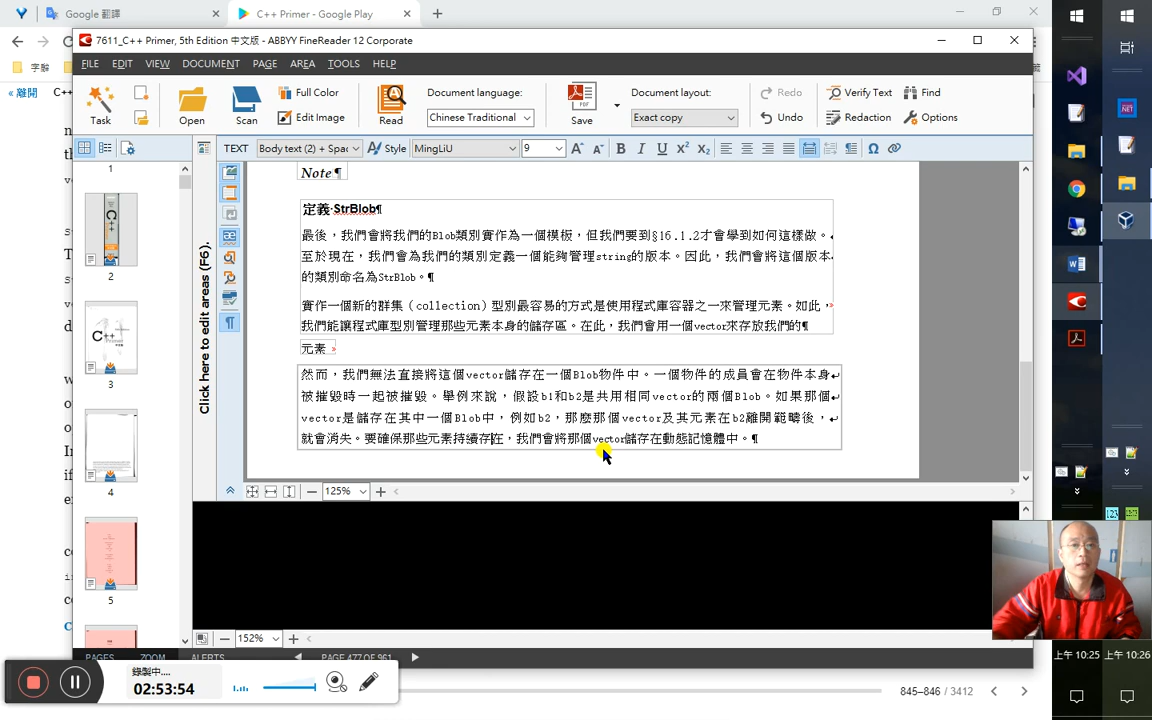 Google 翻譯
C++ Primer - Google Play
7611_C++ Primer, 5th Edition 中文版 - ABBYY FineReader 12 Corporate
FILE EDIT VIEW DOCUMENT PAGE AREA TOOLS HELP
字辭
«離開
Task
Open
Scan
Full Color
Edit Image
Read
Document language:
Chinese Traditional
Save
Document layout:
Exact copy
Redo
Undo
Verify Text
Redaction
Find
Options
TEXT
Body text (2) + Spac
Style
MingLiU
9
Note¶
定義·StrBlob¶
最後，我們會將我們的Blob類別實作為一個模板，但我們要到§16.1.2才會學到如何這樣做。
至於現在，我們會為我們的類別定義一個能夠管理string的版本。因此，我們會將這個版本
的類別命名為StrBlob。¶
實作一個新的群集（collection）型別最容易的方式是使用程式庫容器之一來管理元素。如此，
我們能讓程式庫型別管理那些元素本身的儲存區。在此，我們會用一個vector來存放我們的¶
元素
然而，我們無法直接將這個vector儲存在一個Blob物件中。一個物件的成員會在物件本身↵
被摧毀時一起被摧毀。舉例來說，假設b1和b2是共用相同vector的兩個Blob。如果那個↵
vector是儲存在其中一個Blob中，例如b2，那麼那個vector及其元素在b2離開範疇後，↵
就會消失。要確保那些元素持續存在，我們會將那個vector儲存在動態記憶體中。¶
Click here to edit areas (F6).
1
2
3
4
5
125%
152%
PAGES ZOOM ALERTS
PAGE 477 OF 961
錄製中....
02:53:54
845–846 / 3412
上午 10:25
上午 10:26